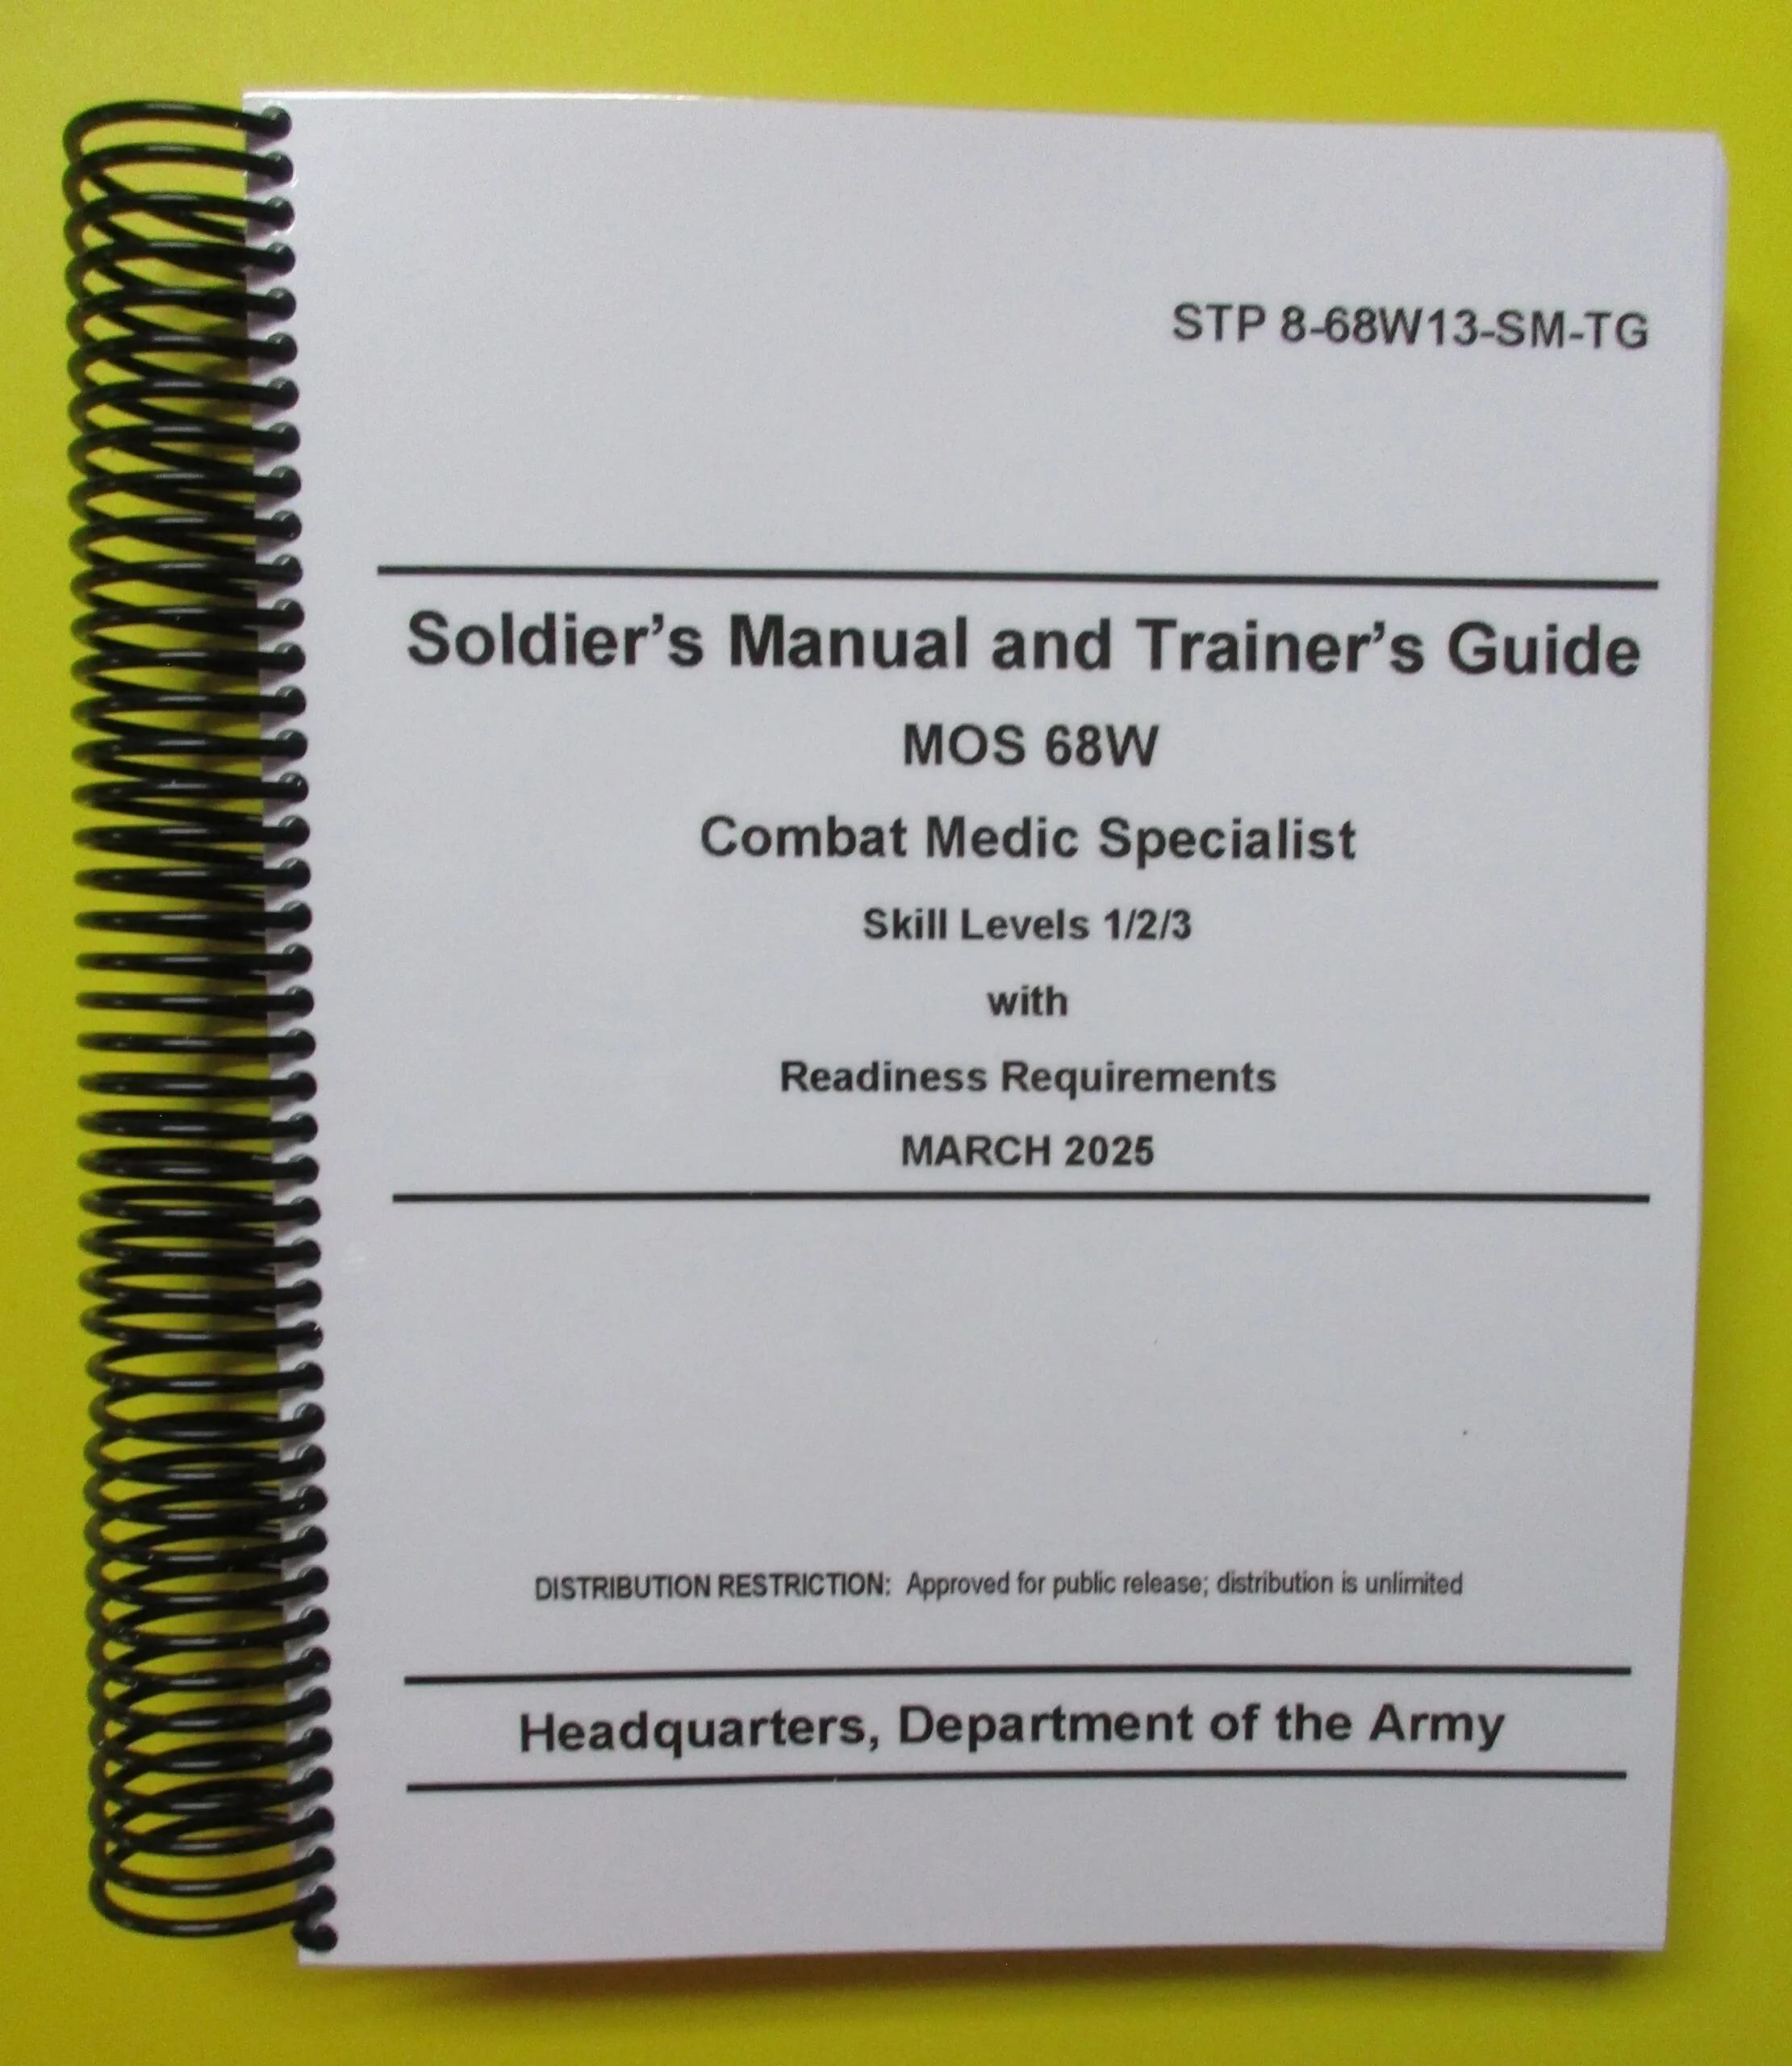 STP 8-68W13-SM-TG
Soldier’s Manual and Trainer’s Guide
MOS 68W
Combat Medic Specialist
Skill Levels 1/2/3
with
Readiness Requirements
MARCH 2025
DISTRIBUTION RESTRICTION: Approved for public release; distribution is unlimited
Headquarters, Department of the Army